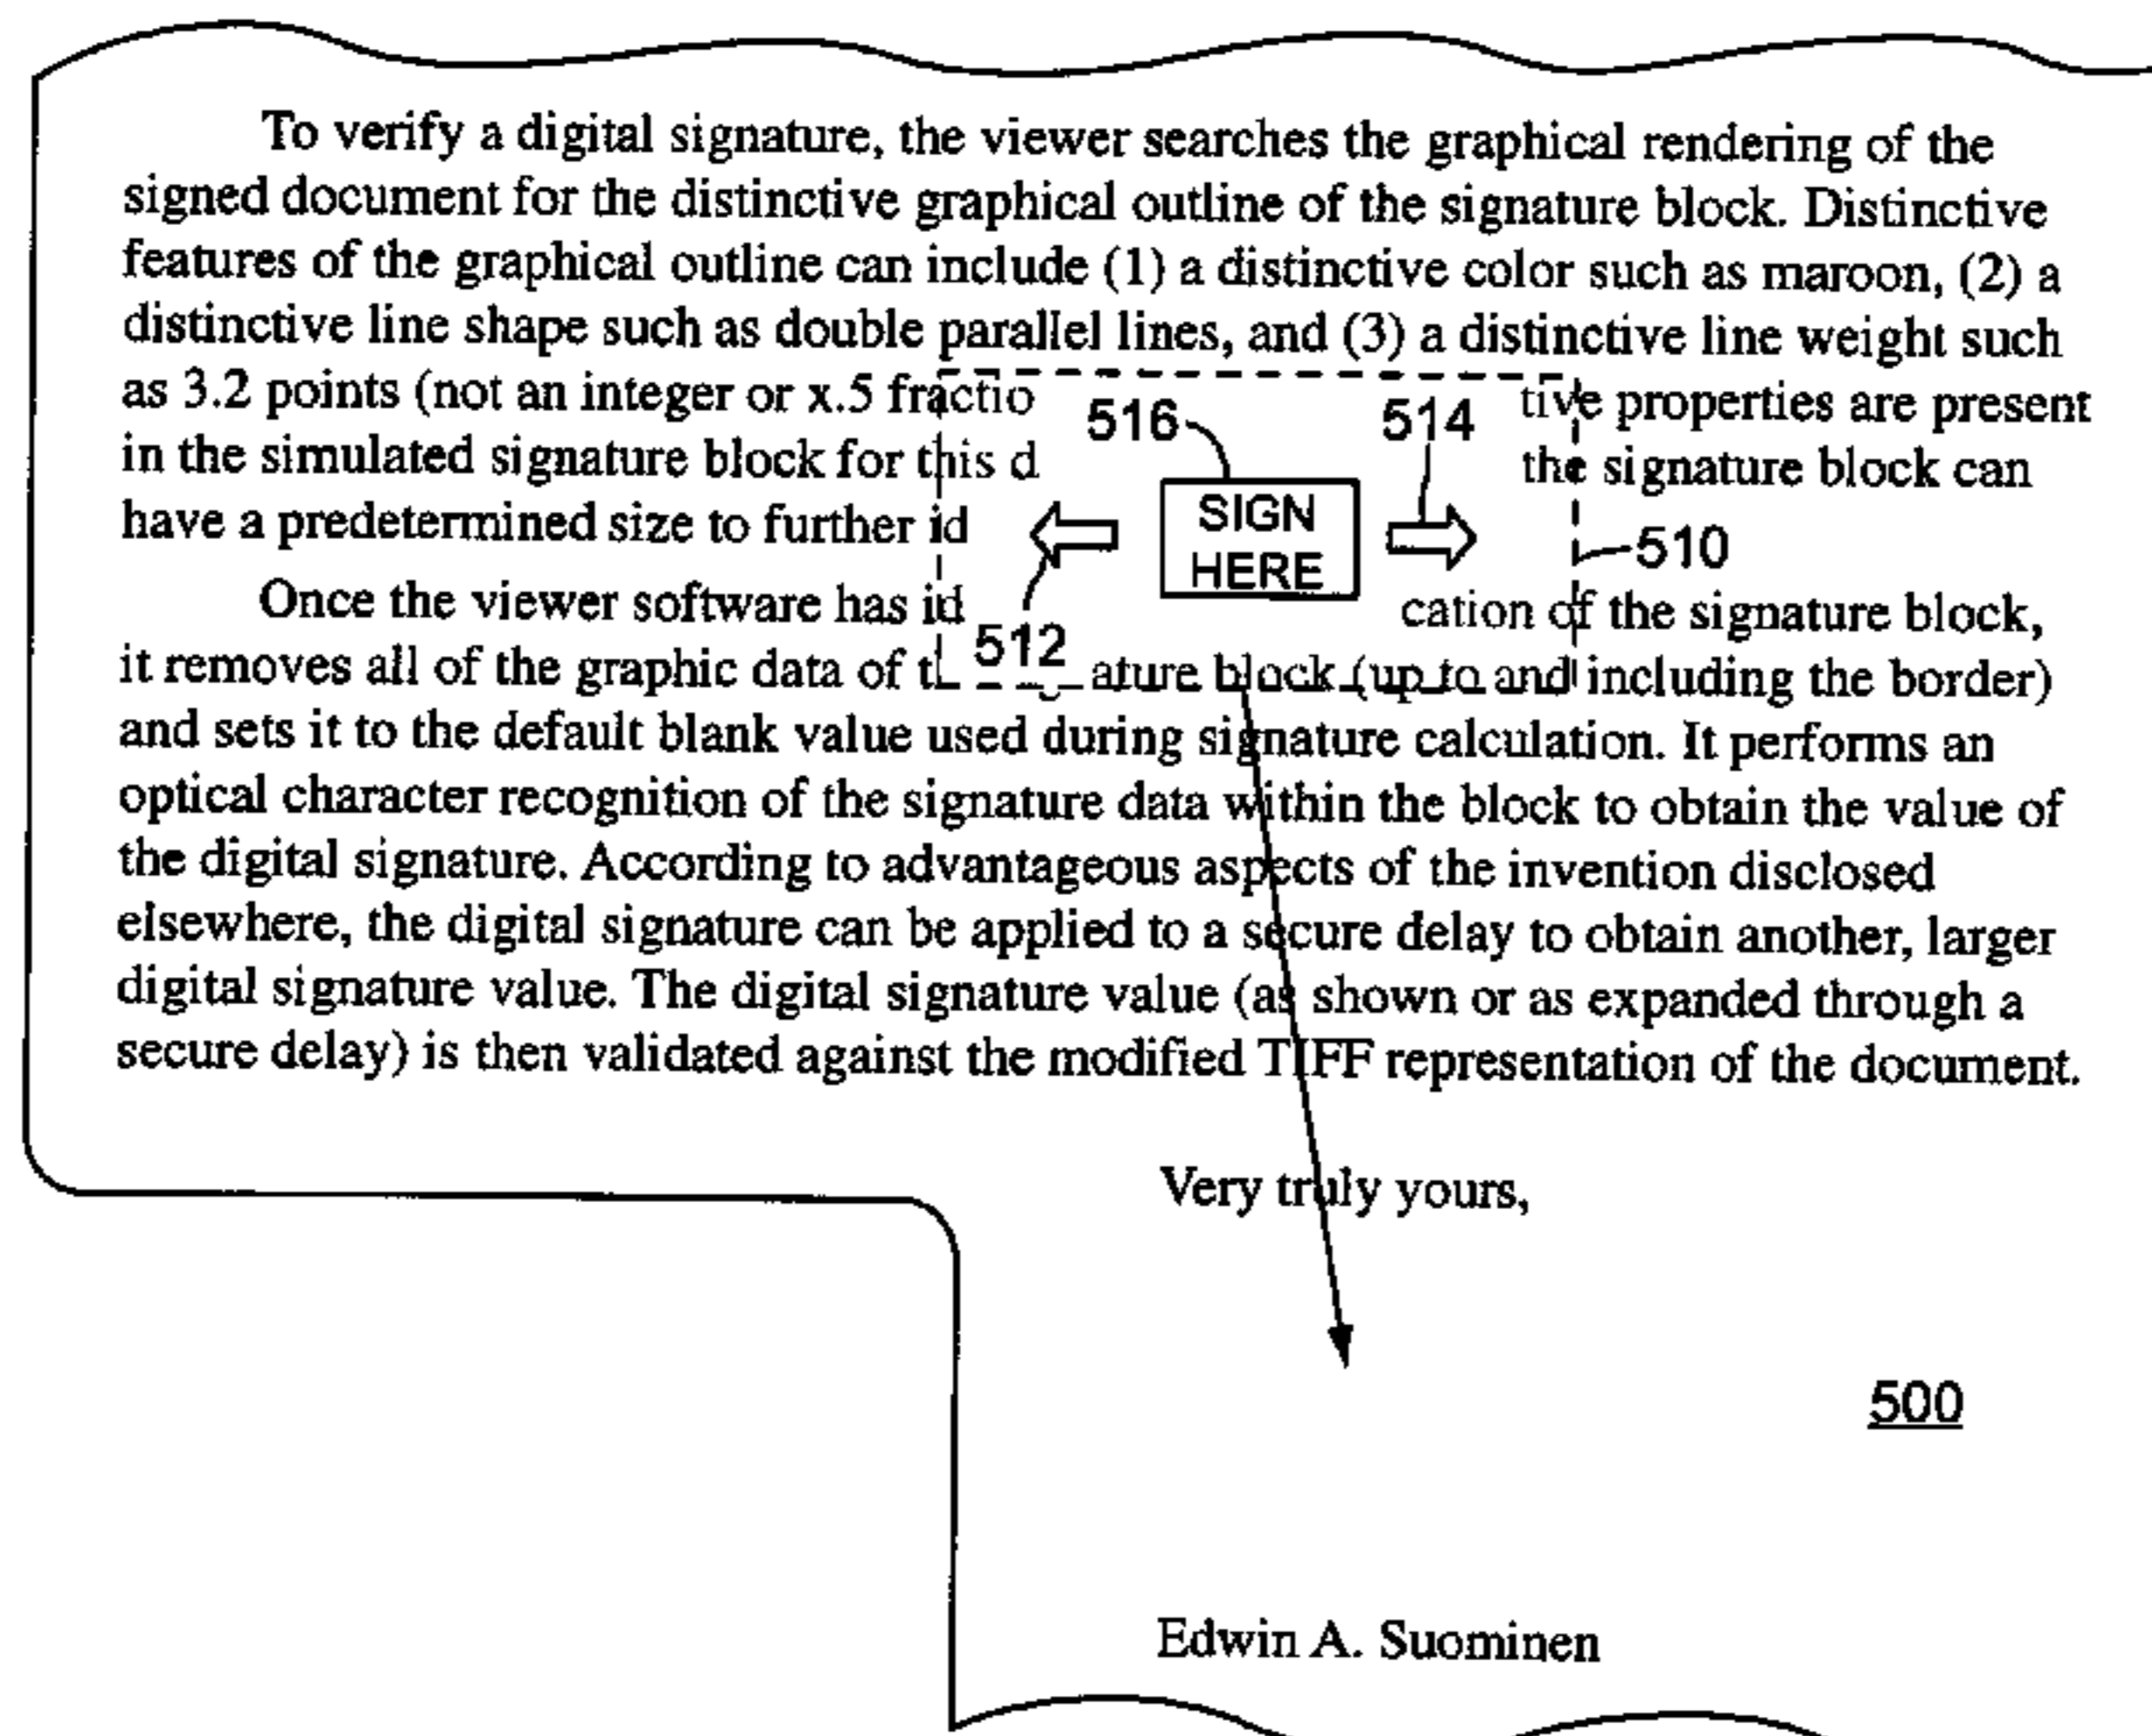 To verify a digital signature, the viewer searches the graphical rendering of the
signed document for the distinctive graphical outline of the signature block. Distinctive
features of the graphical outline can include (1) a distinctive color such as maroon, (2) a
distinctive line shape such as double parallel lines, and (3) a distinctive line weight such
as 3.2 points (not an integer or x.5 fractio tive properties are present
516 514
in the simulated signature block for this d the signature block can
SIGN
HERE
have a predetermined size to further id
510
Once the viewer software has id cation of the signature block,
512
it removes all of the graphic data of t ature block (up to and including the border)
and sets it to the default blank value used during signature calculation. It performs an
optical character recognition of the signature data within the block to obtain the value of
the digital signature. According to advantageous aspects of the invention disclosed
elsewhere, the digital signature can be applied to a secure delay to obtain another, larger
digital signature value. The digital signature value (as shown or as expanded through a
secure delay) is then validated against the modified TIFF representation of the document.
Very truly yours,
500
Edwin A. Suominen